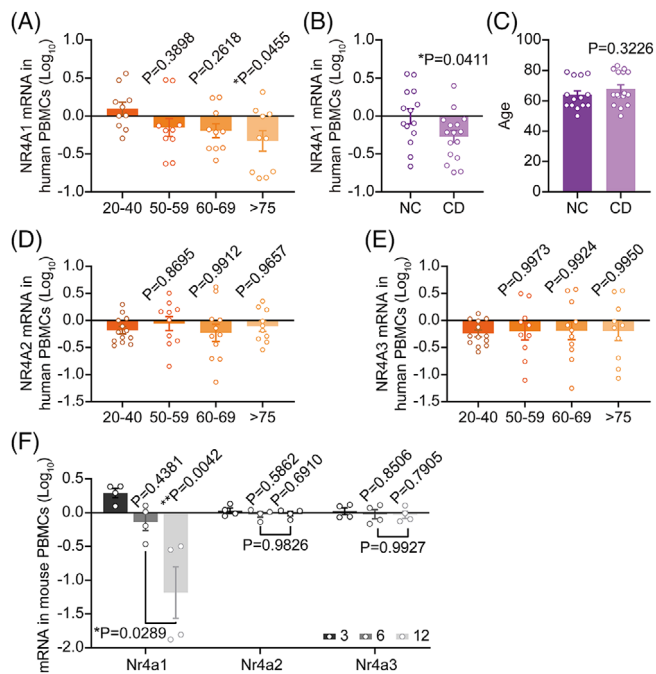 (A)
P=0.3898
P=0.2618
*P=0.0455
NR4A1 mRNA in
human PBMCs (Log10)
1.0
0.5
0.0
-0.5
-1.0
20-40
50-59
60-69
>75
(B)
*P=0.0411
NR4A1 mRNA in
human PBMCs (Log10)
1.0
0.5
0.0
-0.5
-1.0
NC
CD
(C)
P=0.3226
Age
100
80
60
40
20
0
NC
CD
(D)
P=0.8695
P=0.9912
P=0.9657
NR4A2 mRNA in
human PBMCs (Log10)
1.0
0.5
0.0
-0.5
-1.0
-1.5
20-40
50-59
60-69
>75
(E)
P=0.9973
P=0.9924
P=0.9950
NR4A3 mRNA in
human PBMCs (Log10)
1.0
0.5
0.0
-0.5
-1.0
-1.5
20-40
50-59
60-69
>75
(F)
mRNA in mouse PBMCs (Log10)
0.5
0.0
-0.5
-1.0
-1.5
-2.0
P=0.4381
**P=0.0042
*P=0.0289
P=0.5862
P=0.6910
P=0.9826
P=0.8506
P=0.7905
P=0.9927
3
6
12
Nr4a1
Nr4a2
Nr4a3